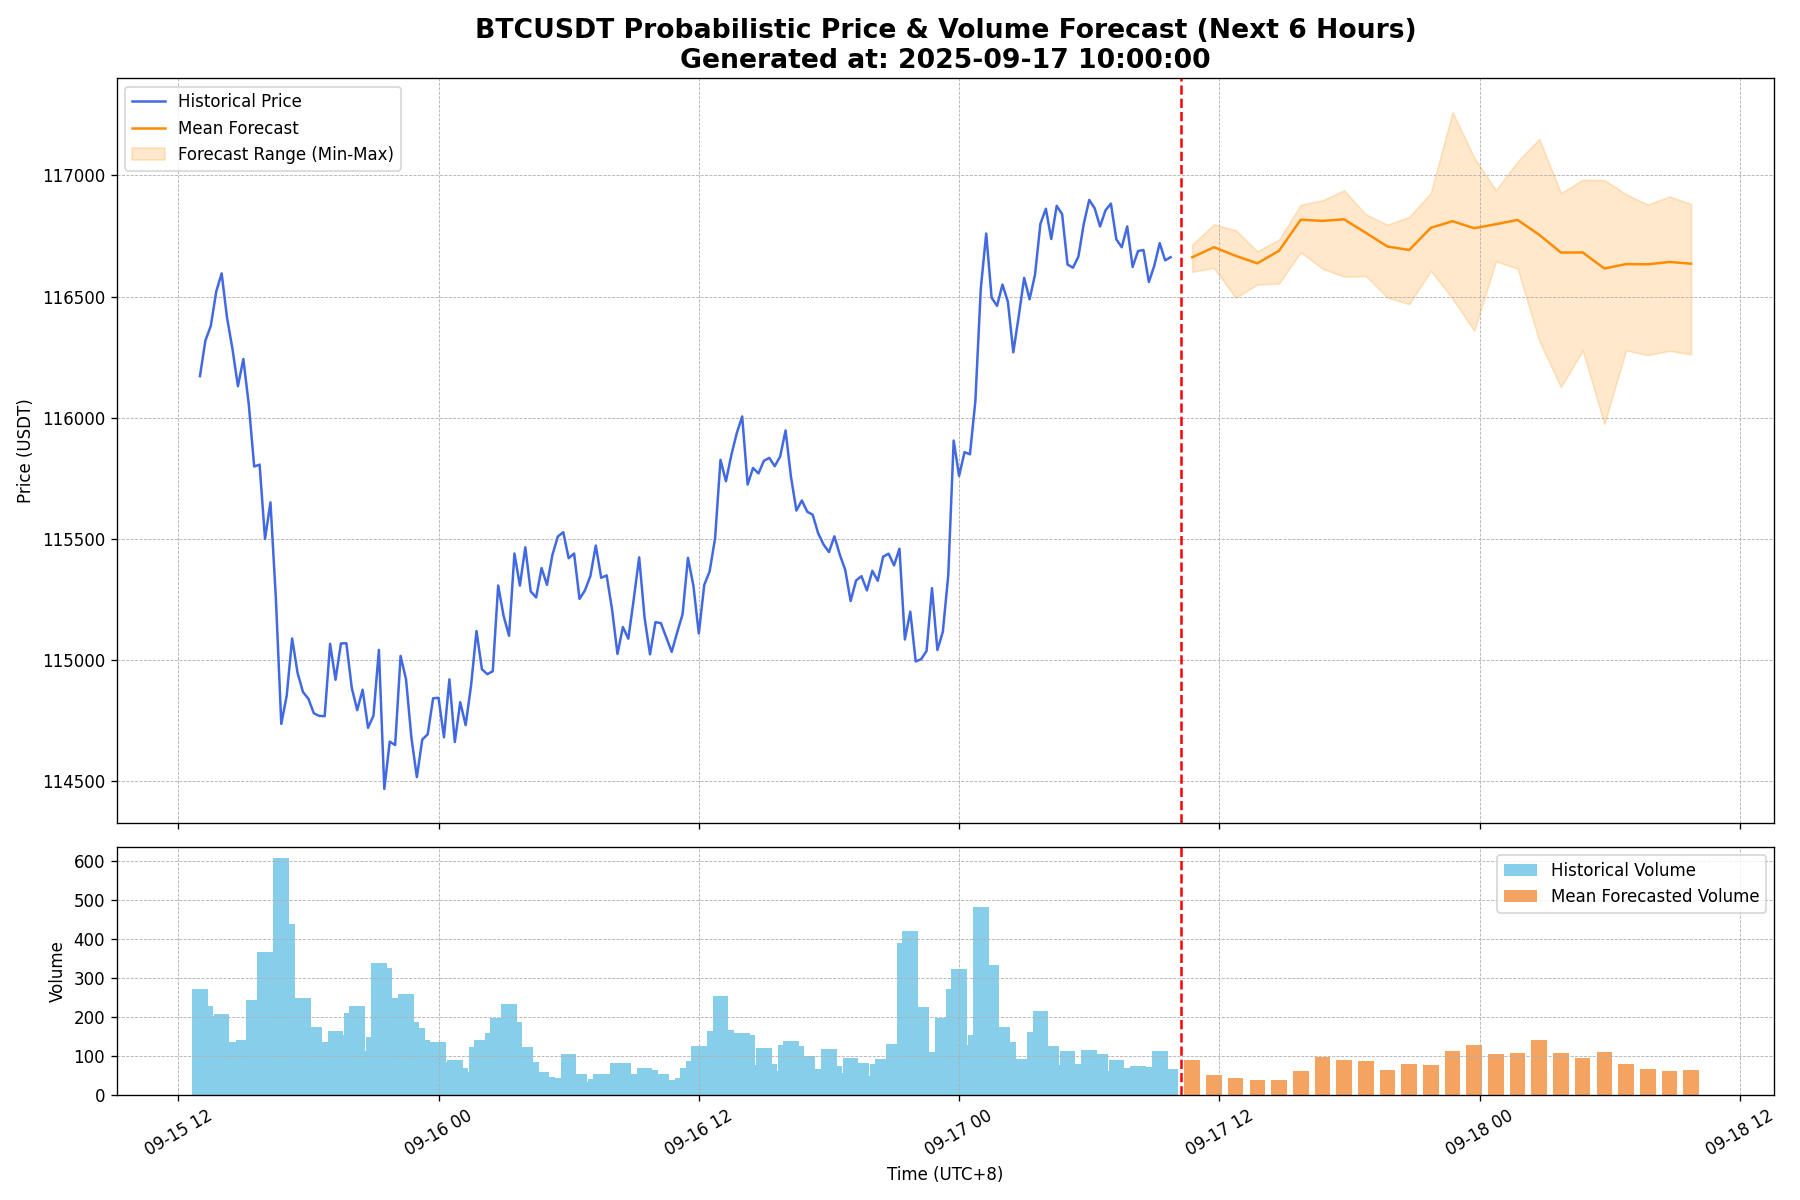 BTCUSDT Probabilistic Price & Volume Forecast (Next 6 Hours)
Generated at: 2025-09-17 10:00:00
Historical Price
Mean Forecast
Forecast Range (Min-Max)
Price (USDT)
117000
116500
116000
115500
115000
114500
Historical Volume
Mean Forecasted Volume
Volume
600
500
400
300
200
100
0
09-15 12
09-16 00
09-16 12
09-17 00
09-17 12
09-18 00
09-18 12
Time (UTC+8)